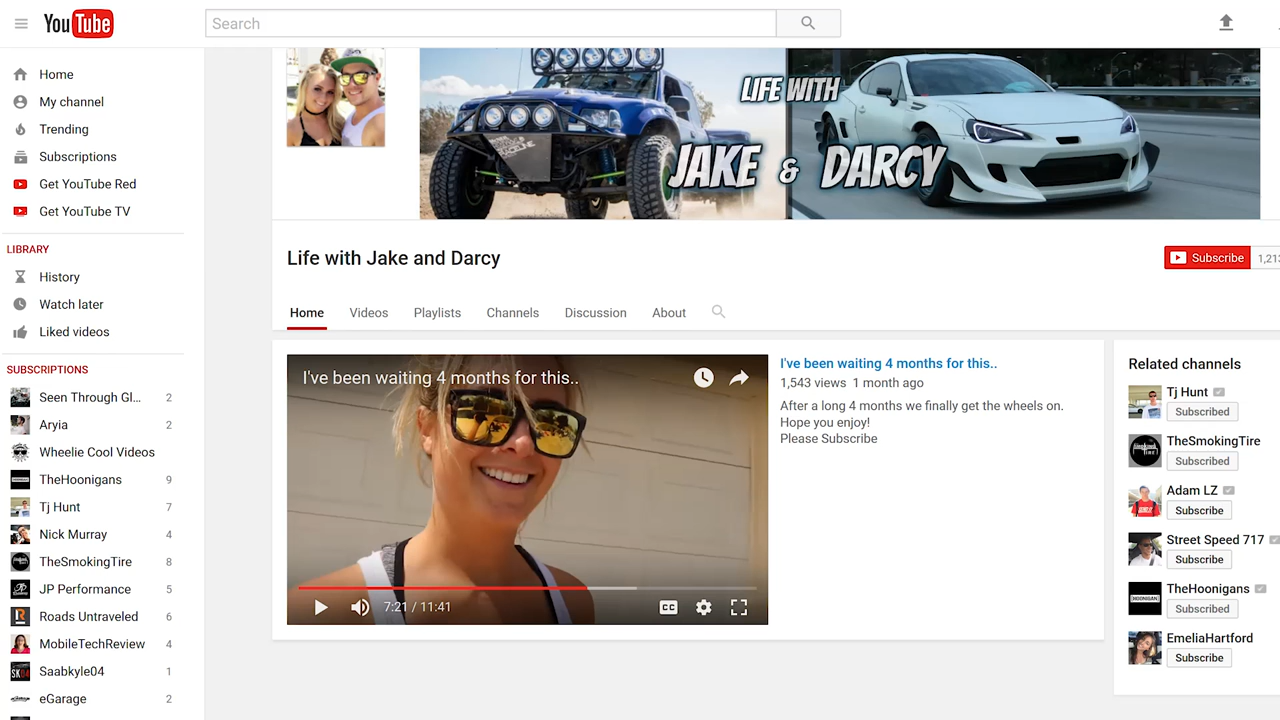 YouTube
Search
Home
My channel
Trending
Subscriptions
Get YouTube Red
Get YouTube TV
LIBRARY
History
Watch later
Liked videos
SUBSCRIPTIONS
Seen Through Gl... 2
Aryia 2
Wheelie Cool Videos
TheHoonigans 9
Tj Hunt 7
Nick Murray 4
TheSmokingTire 8
JP Performance 5
Roads Untraveled 6
MobileTechReview 4
Saabkyle04 1
eGarage 2
LIFE WITH
JAKE & DARCY
Life with Jake and Darcy
Subscribe 1,213
Home Videos Playlists Channels Discussion About
I've been waiting 4 months for this..
7:21 / 11:41
CC
I've been waiting 4 months for this..
1,543 views 1 month ago
After a long 4 months we finally get the wheels on.
Hope you enjoy!
Please Subscribe
Related channels
Tj Hunt
Subscribed
TheSmokingTire
Subscribed
Adam LZ
Subscribe
Street Speed 717
Subscribe
TheHoonigans
Subscribed
EmeliaHartford
Subscribe